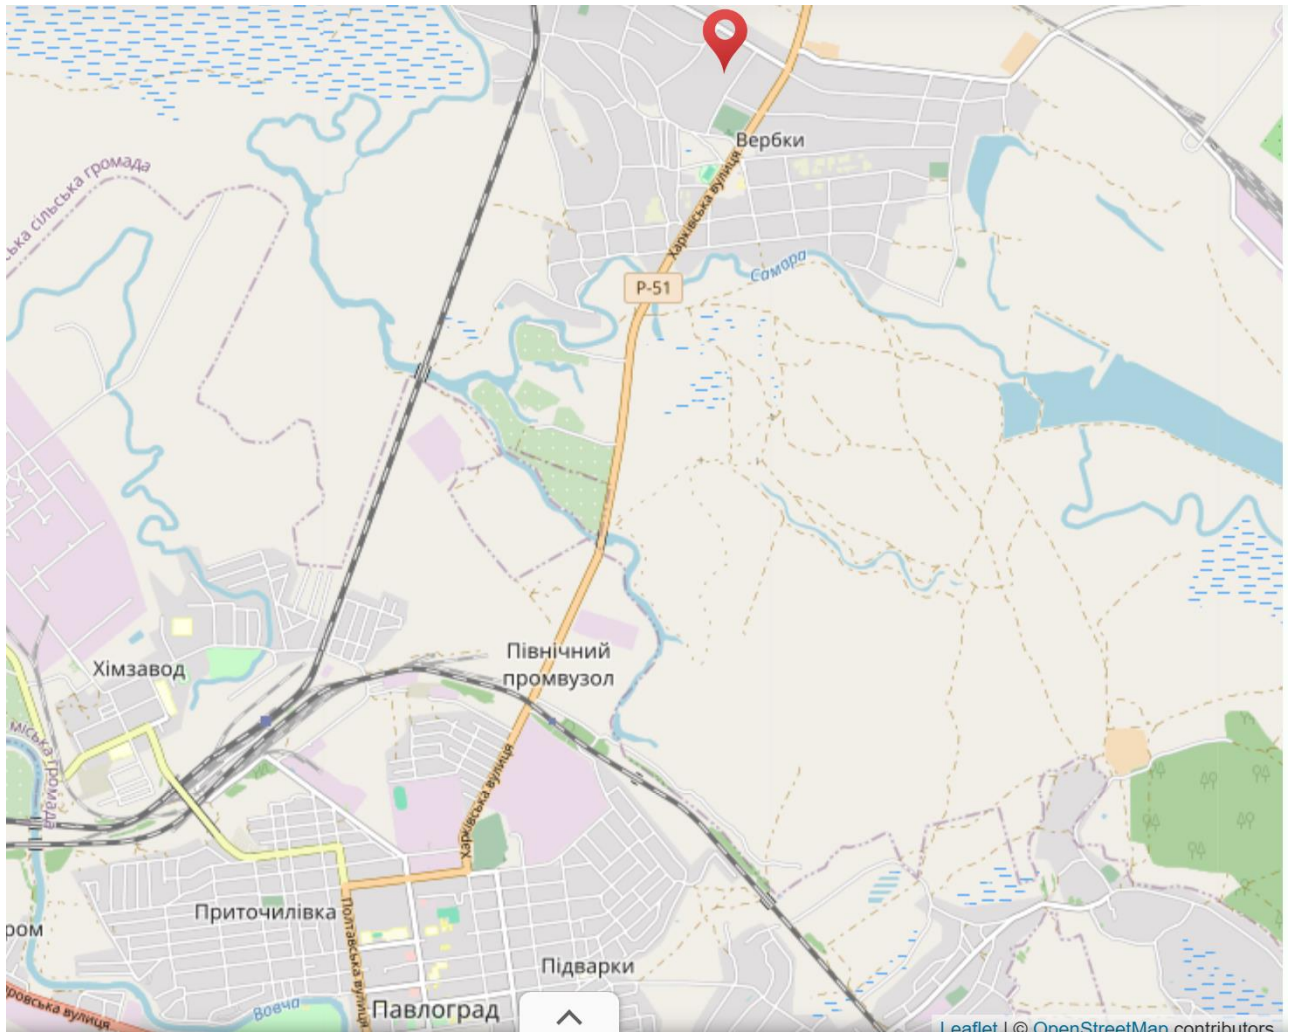 Вербки
Харківська вулиця
ська сільська громада
Самара
Р-51
Північний
промвузол
Хімзавод
міська громада
Харківська вулиця
Приточилівка
Полтавська вулиця
ром
Підварки
Павлоград
Вовча
ровська вулиця
Leaflet | © OpenStreetMap contributors